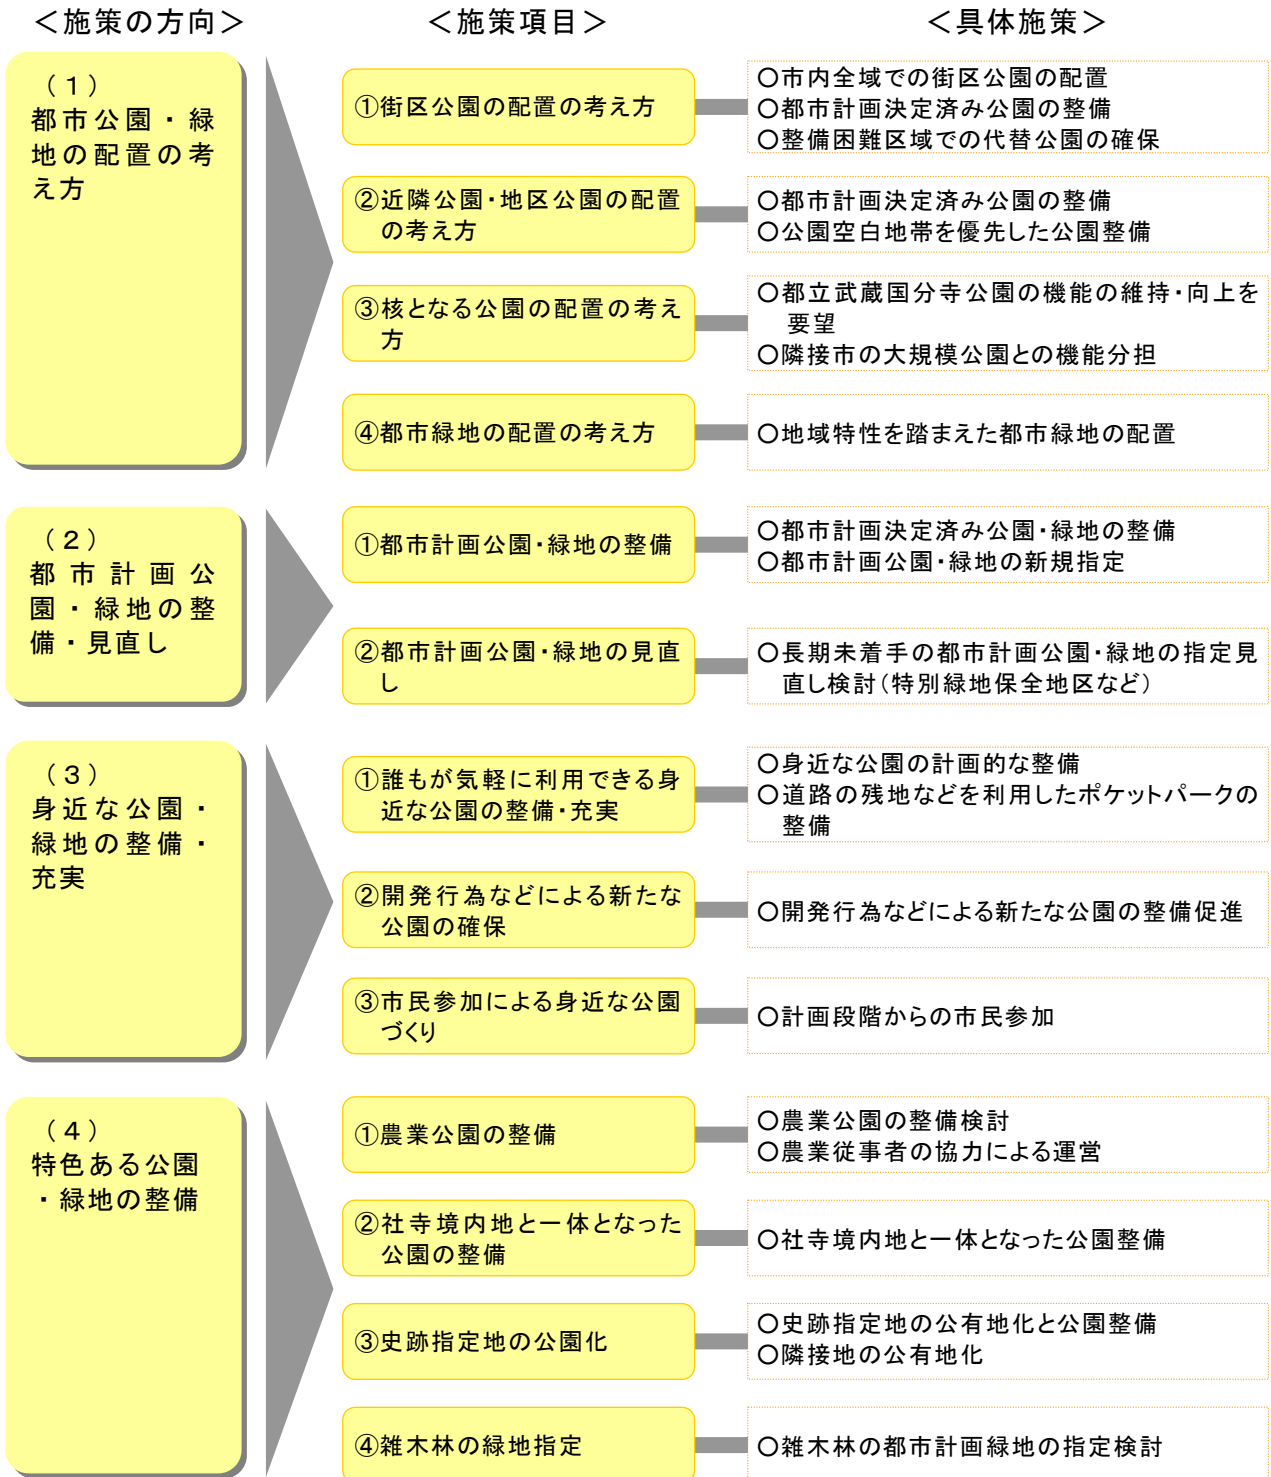 ＜施策の方向＞
＜施策項目＞
＜具体施策＞
（１）
都市公園・緑
地の配置の考
え方
①街区公園の配置の考え方
○市内全域での街区公園の配置
○都市計画決定済み公園の整備
○整備困難区域での代替公園の確保
②近隣公園・地区公園の配置
の考え方
○都市計画決定済み公園の整備
○公園空白地帯を優先した公園整備
③核となる公園の配置の考え
方
○都立武蔵国分寺公園の機能の維持・向上を
要望
○隣接市の大規模公園との機能分担
④都市緑地の配置の考え方
○地域特性を踏まえた都市緑地の配置
（２）
都市計画公
園・緑地の整
備・見直し
①都市計画公園・緑地の整備
○都市計画決定済み公園・緑地の整備
○都市計画公園・緑地の新規指定
②都市計画公園・緑地の見直
し
○長期未着手の都市計画公園・緑地の指定見
直し検討（特別緑地保全地区など）
（３）
身近な公園・
緑地の整備・
充実
①誰もが気軽に利用できる身
近な公園の整備・充実
○身近な公園の計画的な整備
○道路の残地などを利用したポケットパークの
整備
②開発行為などによる新たな
公園の確保
○開発行為などによる新たな公園の整備促進
③市民参加による身近な公園
づくり
○計画段階からの市民参加
（４）
特色ある公園
・緑地の整備
①農業公園の整備
○農業公園の整備検討
○農業従事者の協力による運営
②社寺境内地と一体となった
公園の整備
○社寺境内地と一体となった公園整備
③史跡指定地の公園化
○史跡指定地の公有地化と公園整備
○隣接地の公有地化
④雑木林の緑地指定
○雑木林の都市計画緑地の指定検討